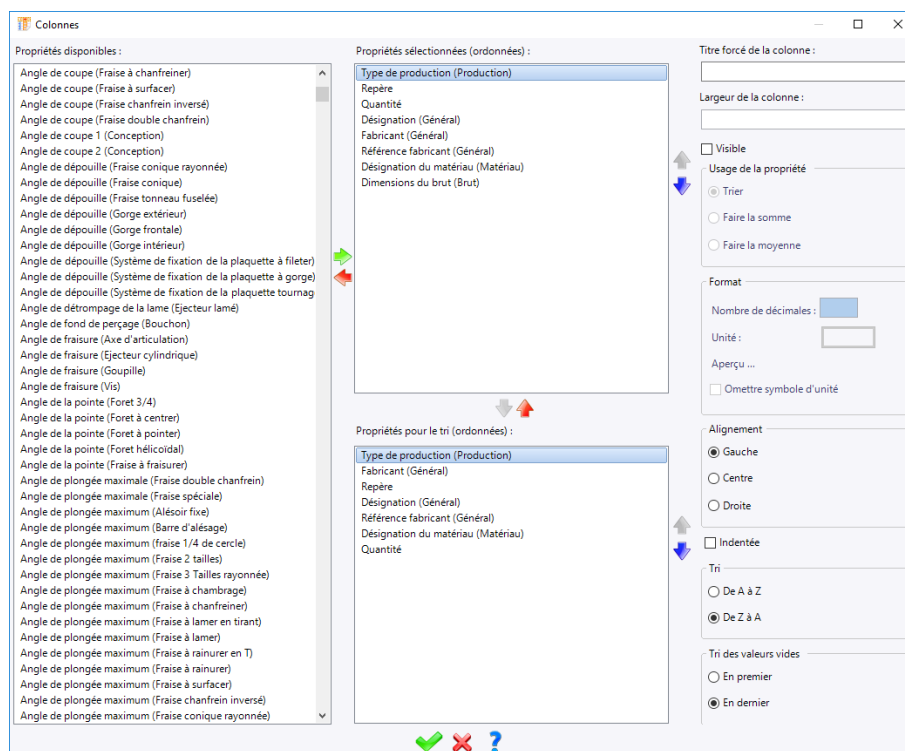 Colonnes
Propriétés disponibles :
Angle de coupe (Fraise à chanfreiner)
Angle de coupe (Fraise à surfacer)
Angle de coupe (Fraise chanfrein inversé)
Angle de coupe (Fraise double chanfrein)
Angle de coupe 1 (Conception)
Angle de coupe 2 (Conception)
Angle de dépouille (Fraise conique rayonnée)
Angle de dépouille (Fraise conique)
Angle de dépouille (Fraise tonneau fuselée)
Angle de dépouille (Gorge extérieur)
Angle de dépouille (Gorge frontale)
Angle de dépouille (Gorge intérieur)
Angle de dépouille (Système de fixation de la plaquette à fileter)
Angle de dépouille (Système de fixation de la plaquette à gorge)
Angle de dépouille (Système de fixation de la plaquette tournag
Angle de détrompage de la lame (Ejecteur lamé)
Angle de fond de perçage (Bouchon)
Angle de fraisure (Axe d'articulation)
Angle de fraisure (Ejecteur cylindrique)
Angle de fraisure (Goupille)
Angle de fraisure (Vis)
Angle de la pointe (Foret 3/4)
Angle de la pointe (Foret à centrer)
Angle de la pointe (Foret à pointer)
Angle de la pointe (Foret hélicoïdal)
Angle de la pointe (Fraise à fraisurer)
Angle de plongée maximale (Fraise double chanfrein)
Angle de plongée maximale (Fraise spéciale)
Angle de plongée maximum (Alésoir fixe)
Angle de plongée maximum (Barre d'alésage)
Angle de plongée maximum (fraise 1/4 de cercle)
Angle de plongée maximum (Fraise 2 tailles)
Angle de plongée maximum (Fraise 3 Tailles rayonnée)
Angle de plongée maximum (Fraise à chambrage)
Angle de plongée maximum (Fraise à chanfreiner)
Angle de plongée maximum (Fraise à lamer en tirant)
Angle de plongée maximum (Fraise à lamer)
Angle de plongée maximum (Fraise à rainurer en T)
Angle de plongée maximum (Fraise à rainurer)
Angle de plongée maximum (Fraise à surfacer)
Angle de plongée maximum (Fraise chanfrein inversé)
Angle de plongée maximum (Fraise conique rayonnée)
Propriétés sélectionnées (ordonnées) :
Type de production (Production)
Repère
Quantité
Désignation (Général)
Fabricant (Général)
Référence fabricant (Général)
Désignation du matériau (Matériau)
Dimensions du brut (Brut)
Propriétés pour le tri (ordonnées) :
Type de production (Production)
Fabricant (Général)
Repère
Désignation (Général)
Référence fabricant (Général)
Désignation du matériau (Matériau)
Quantité
Titre forcé de la colonne :
Largeur de la colonne :
Visible
Usage de la propriété
Trier
Faire la somme
Faire la moyenne
Format
Nombre de décimales :
Unité :
Aperçu ...
Omettre symbole d'unité
Alignement
Gauche
Centre
Droite
Indentée
Tri
De A à Z
De Z à A
Tri des valeurs vides
En premier
En dernier